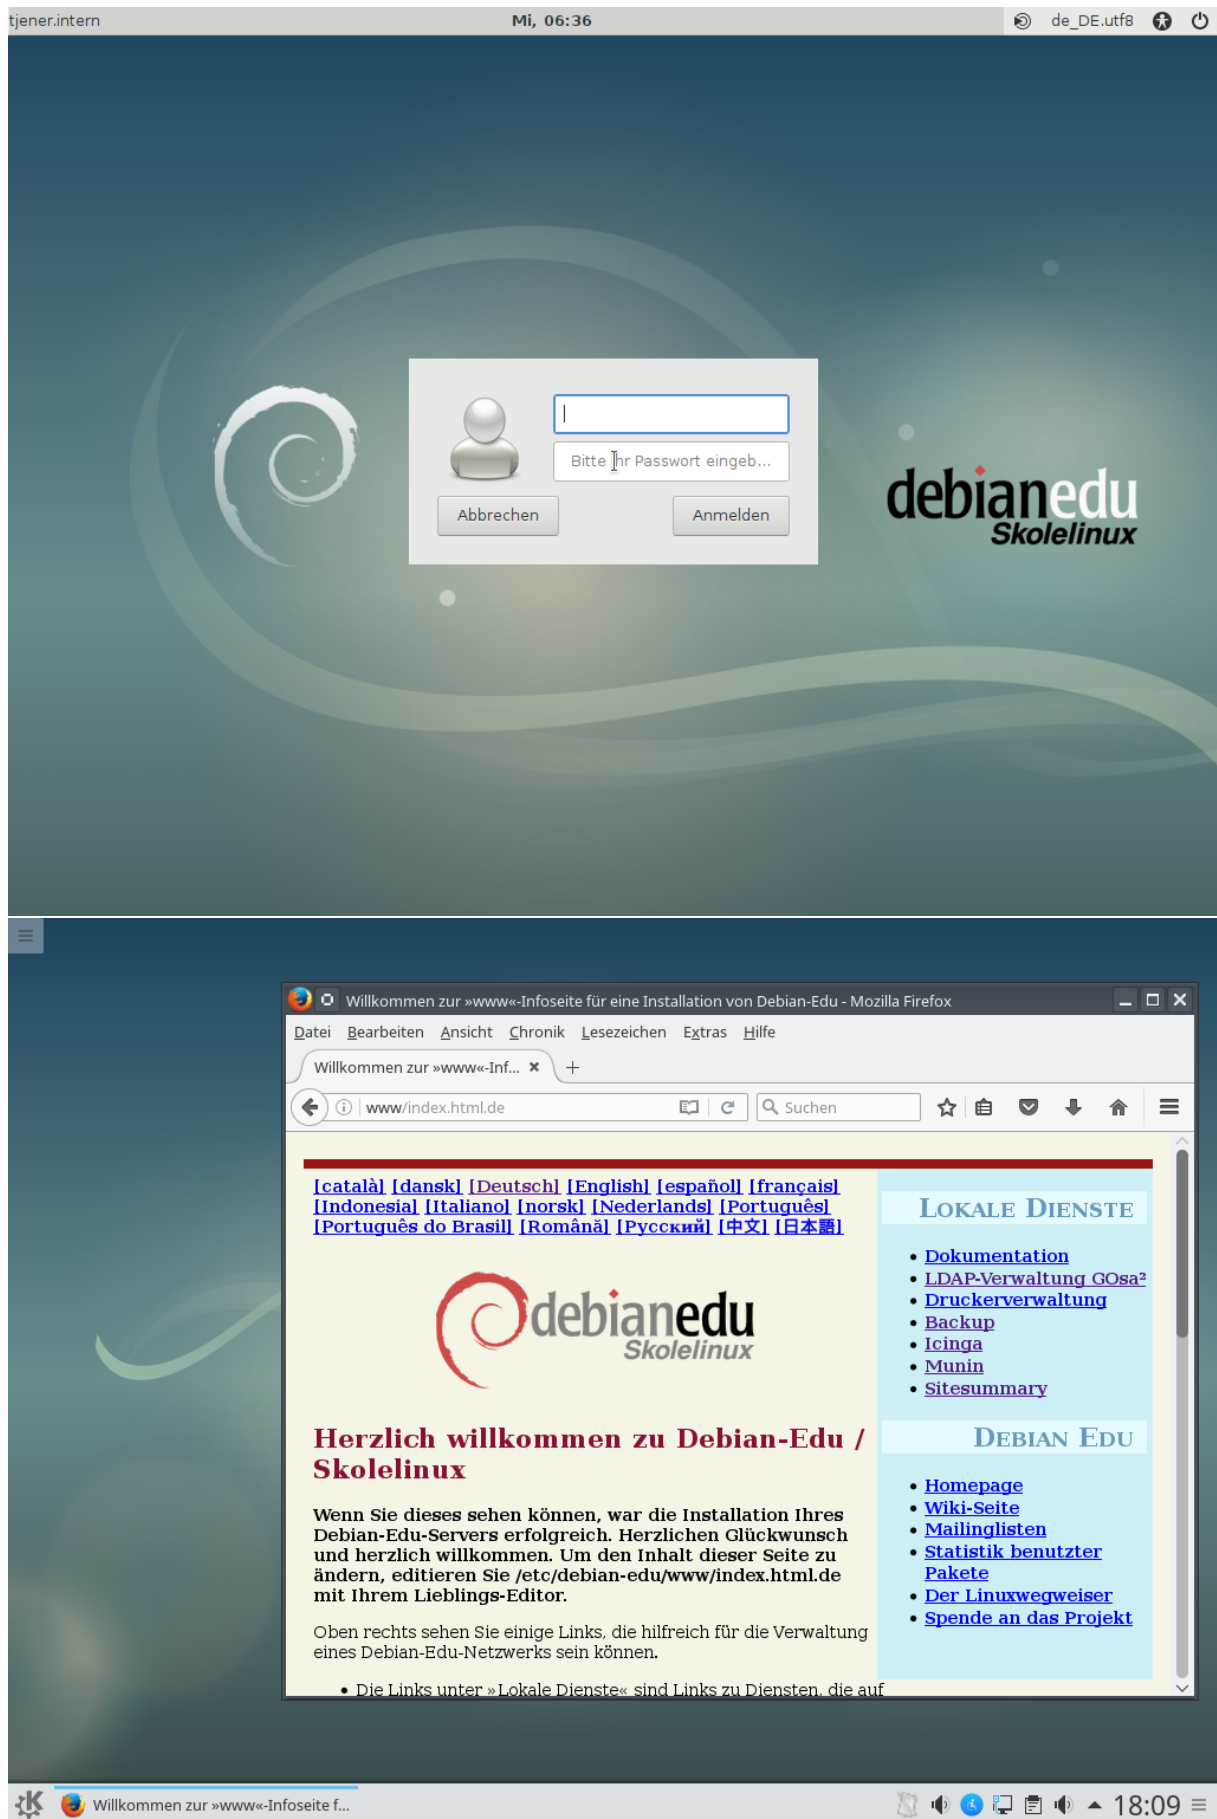 tjener.intern
Mi, 06:36
de_DE.utf8
Bitte Ihr Passwort eingeb...
Abbrechen
Anmelden
debianedu
Skolelinux
Willkommen zur »www«-Infoseite für eine Installation von Debian-Edu - Mozilla Firefox
Datei Bearbeiten Ansicht Chronik Lesezeichen Extras Hilfe
Willkommen zur »www«-Inf...
www/index.html.de
Suchen
[català] [dansk] [Deutsch] [English] [español] [français]
[Indonesia] [Italiano] [norsk] [Nederlands] [Português]
[Português do Brasil] [Română] [Русский] [中文] [日本語]
debianedu
Skolelinux
Herzlich willkommen zu Debian-Edu /
Skolelinux
Wenn Sie dieses sehen können, war die Installation Ihres
Debian-Edu-Servers erfolgreich. Herzlichen Glückwunsch
und herzlich willkommen. Um den Inhalt dieser Seite zu
ändern, editieren Sie /etc/debian-edu/www/index.html.de
mit Ihrem Lieblings-Editor.
Oben rechts sehen Sie einige Links, die hilfreich für die Verwaltung
eines Debian-Edu-Netzwerks sein können.
Die Links unter »Lokale Dienste« sind Links zu Diensten, die auf
LOKALE DIENSTE
Dokumentation
LDAP-Verwaltung GOsa²
Druckerverwaltung
Backup
Icinga
Munin
Sitesummary
DEBIAN EDU
Homepage
Wiki-Seite
Mailinglisten
Statistik benutzter
Pakete
Der Linuxwegweiser
Spende an das Projekt
Willkommen zur »www«-Infoseite f...
18:09